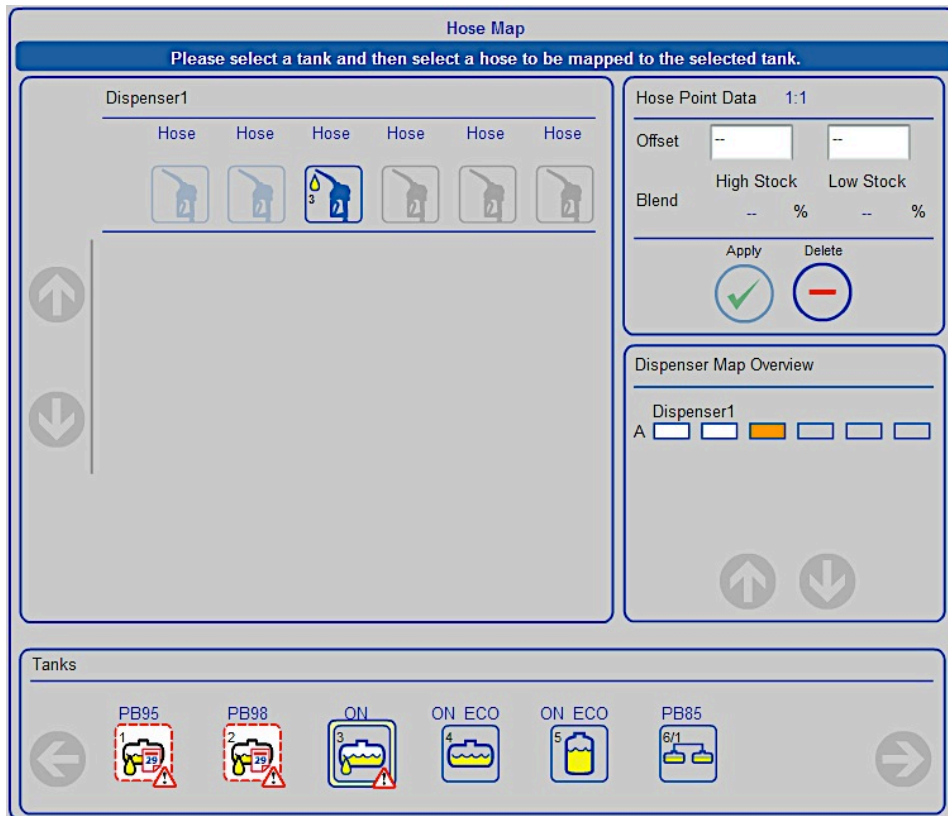 Hose Map
Please select a tank and then select a hose to be mapped to the selected tank.
Dispenser1
Hose Hose Hose Hose Hose Hose
3
Hose Point Data 1:1
Offset -- --
High Stock Low Stock
Blend -- % -- %
Apply Delete
Dispenser Map Overview
Dispenser1
A
Tanks
PB95 PB98 ON ON ECO ON ECO PB85
1 2 3 4 5 6/1
29 29
! ! !